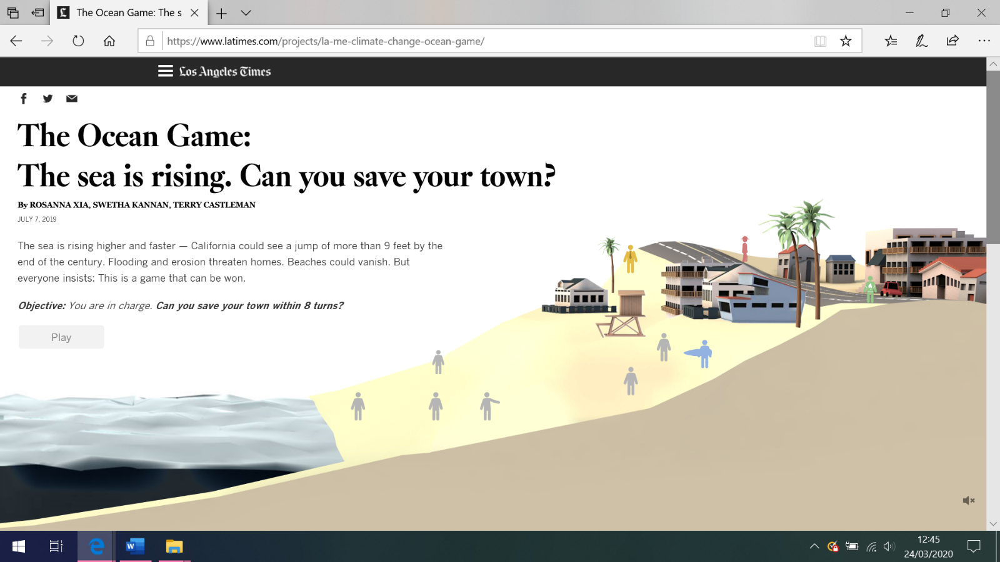 The Ocean Game: The s
https://www.latimes.com/projects/la-me-climate-change-ocean-game/
Los Angeles Times
The Ocean Game:
The sea is rising. Can you save your town?
By ROSANNA XIA, SWETHA KANNAN, TERRY CASTLEMAN
JULY 7, 2019
The sea is rising higher and faster — California could see a jump of more than 9 feet by the
end of the century. Flooding and erosion threaten homes. Beaches could vanish. But
everyone insists: This is a game that can be won.
Objective: You are in charge. Can you save your town within 8 turns?
Play
12:45
24/03/2020